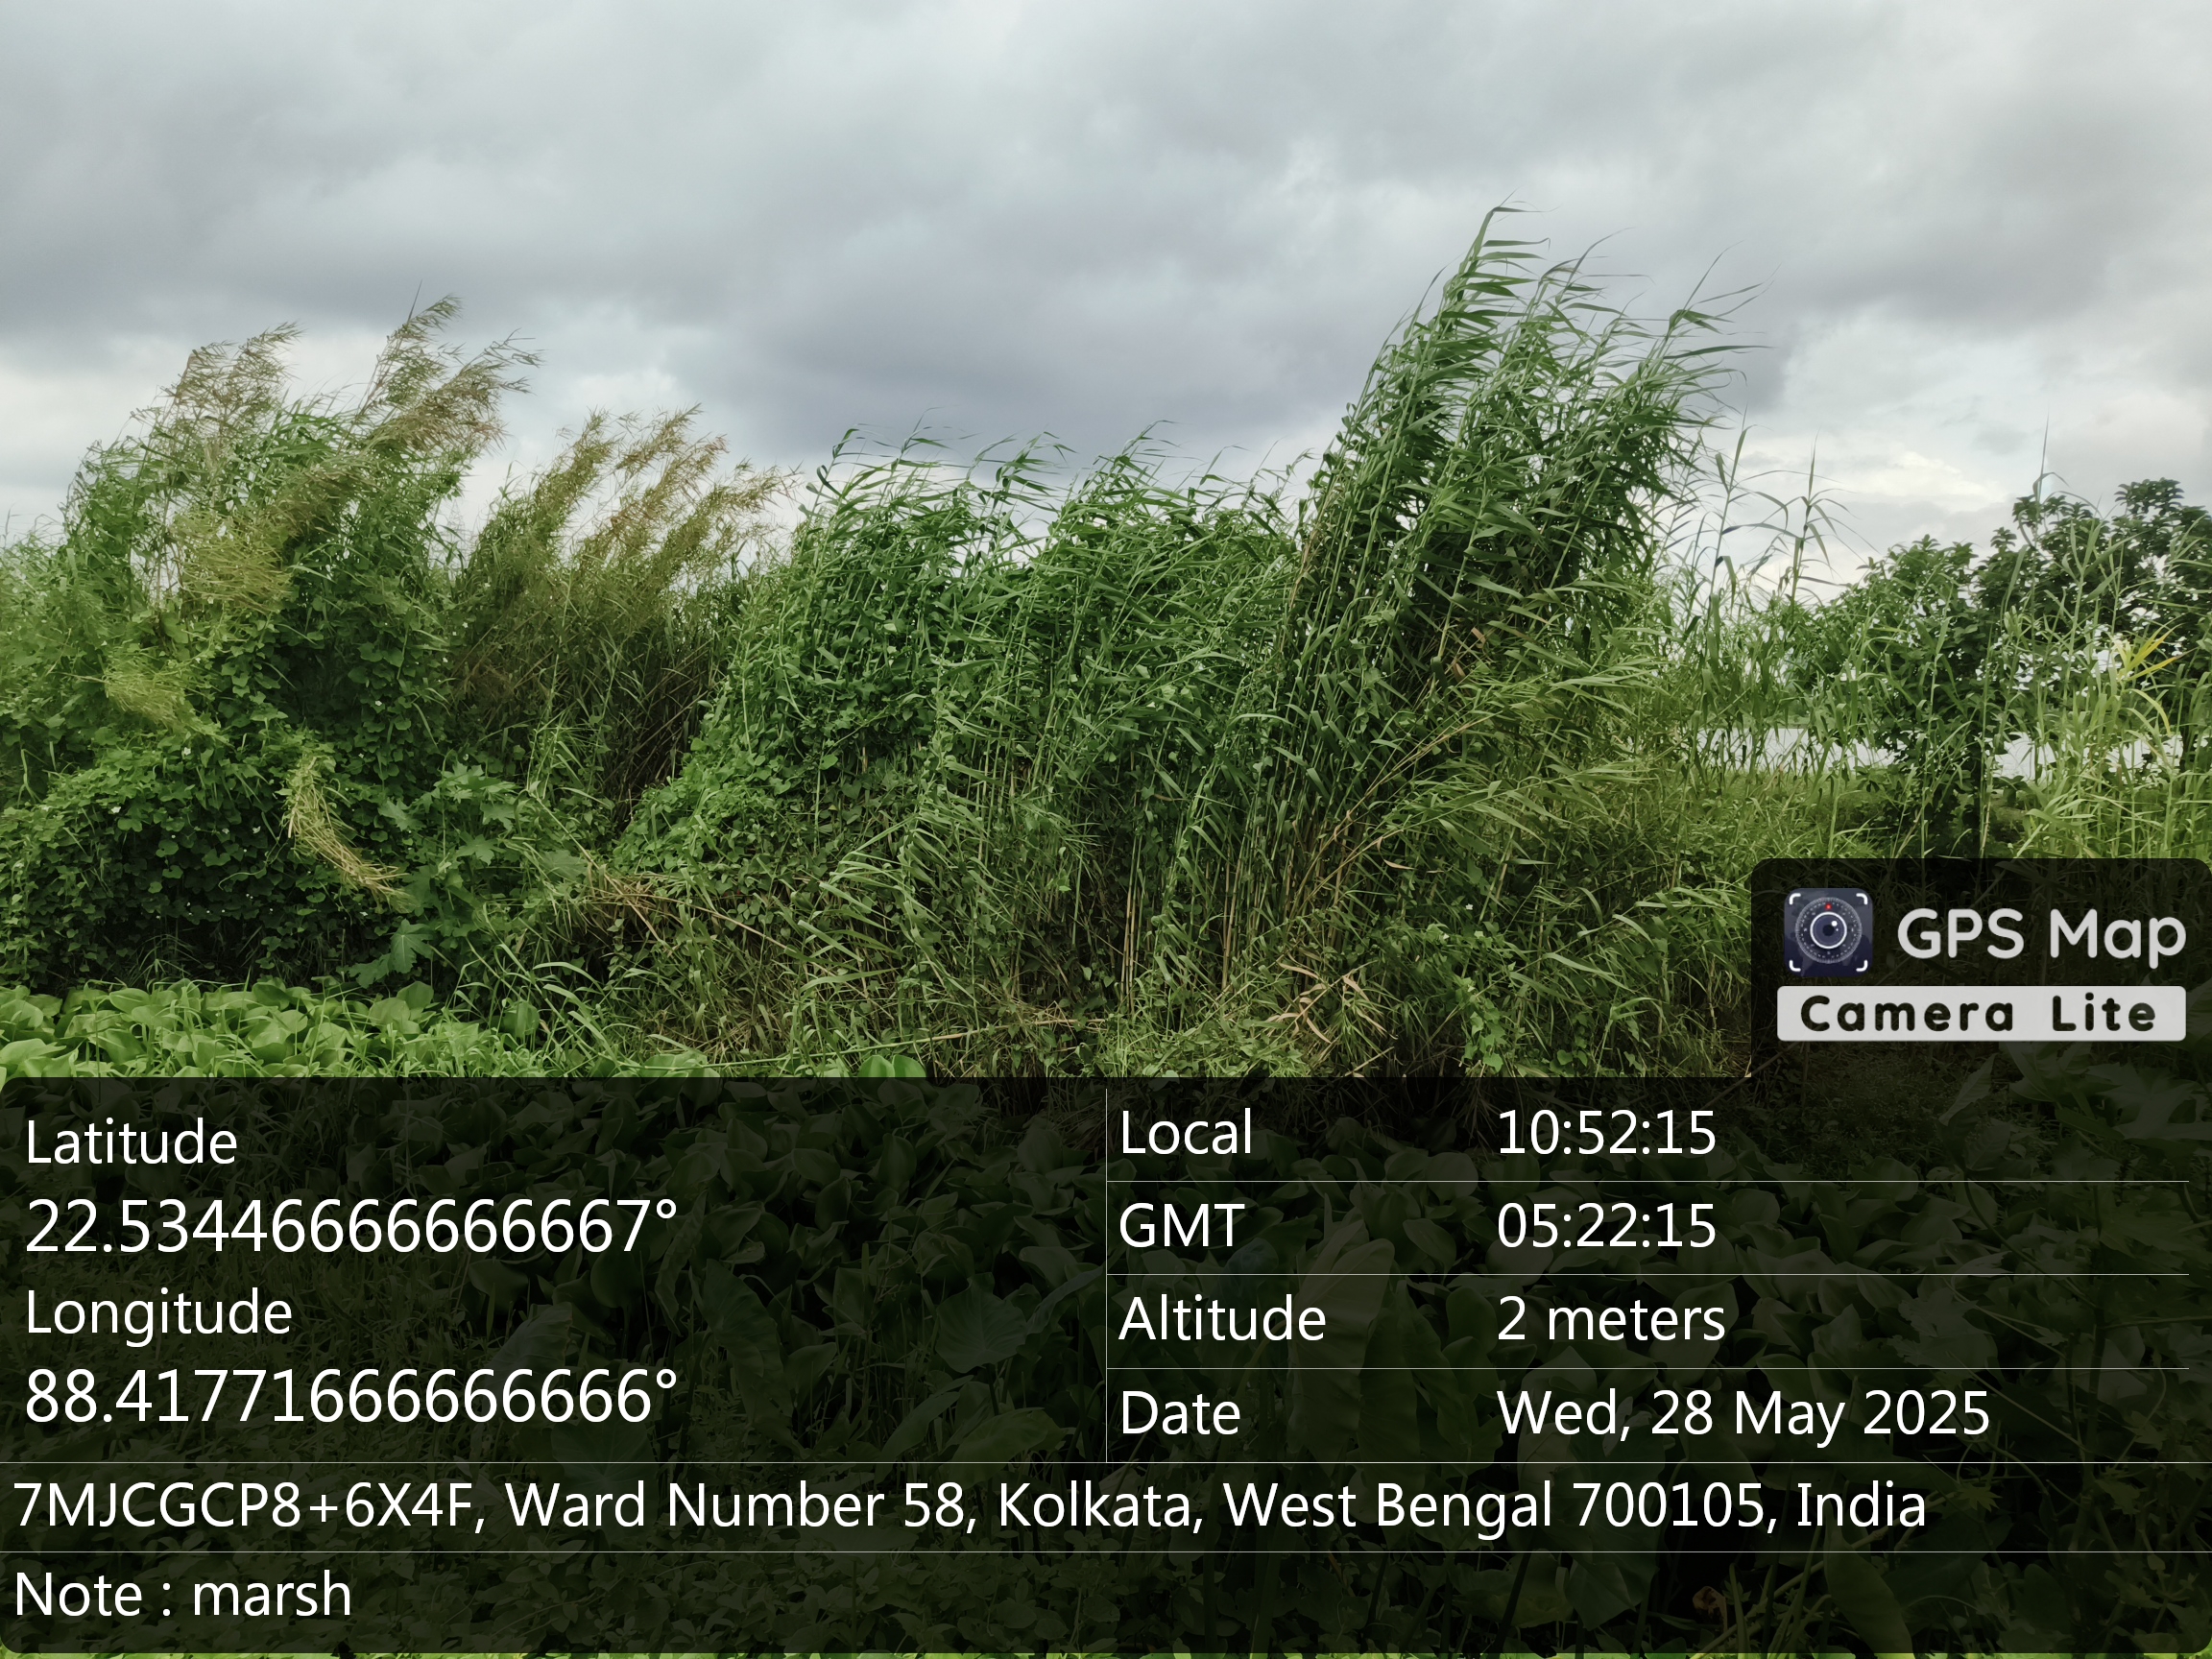 GPS Map
Camera Lite
Latitude
22.53446666666667°
Longitude
88.41771666666666°
Local 10:52:15
GMT 05:22:15
Altitude 2 meters
Date Wed, 28 May 2025
7MJCGCP8+6X4F, Ward Number 58, Kolkata, West Bengal 700105, India
Note : marsh